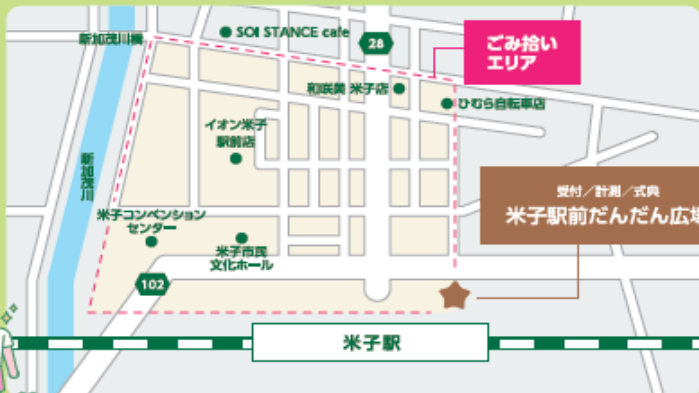 新加茂川橋
SOI STANCE cafe
28
ごみ拾い
エリア
和咲美 米子店
ひむら自転車店
イオン米子
駅前店
新加茂川
受付／計測／式典
米子駅前だんだん広場
米子コンベンション
センター
米子市民
文化ホール
102
米子駅